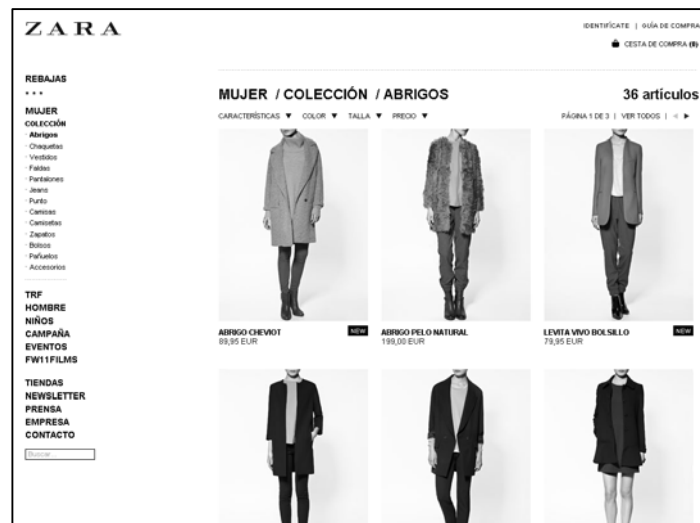 ZARA
IDENTIFÍCATE | GUÍA DE COMPRA
CESTA DE COMPRA (0)
REBAJAS
• • •
MUJER
COLECCIÓN
· Abrigos
· Chaquetas
· Vestidos
· Faldas
· Pantalones
· Jeans
· Punto
· Camisas
· Camisetas
· Zapatos
· Bolsos
· Pañuelos
· Accesorios
TRF
HOMBRE
NIÑOS
CAMPAÑA
EVENTOS
FW11FILMS
TIENDAS
NEWSLETTER
PRENSA
EMPRESA
CONTACTO
Buscar...
MUJER / COLECCIÓN / ABRIGOS
36 artículos
CARACTERÍSTICAS ▼ COLOR ▼ TALLA ▼ PRECIO ▼
PÁGINA 1 DE 3 | VER TODOS | ◄ ►
ABRIGO CHEVIOT NEW
89,95 EUR
ABRIGO PELO NATURAL
199,00 EUR
LEVITA VIVO BOLSILLO NEW
79,95 EUR